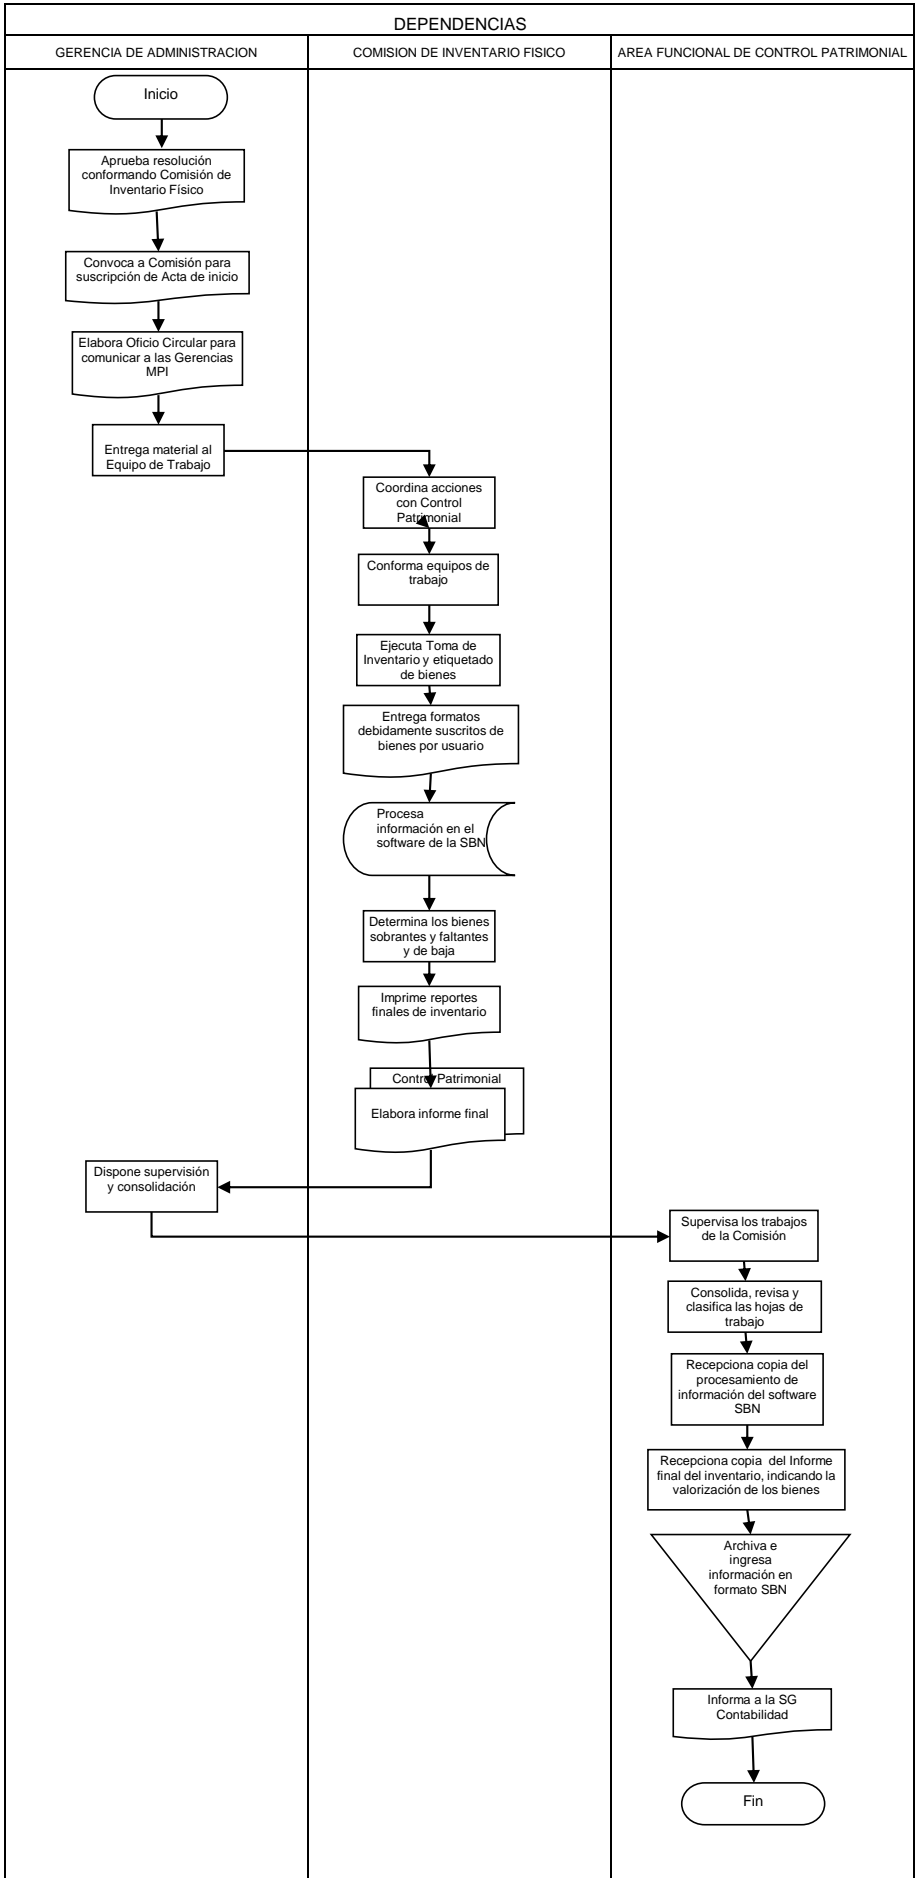 DEPENDENCIAS
GERENCIA DE ADMINISTRACION
COMISION DE INVENTARIO FISICO
AREA FUNCIONAL DE CONTROL PATRIMONIAL
Inicio
Aprueba resolución
conformando Comisión de
Inventario Físico
Convoca a Comisión para
suscripción de Acta de inicio
Elabora Oficio Circular para
comunicar a las Gerencias
MPI
Entrega material al
Equipo de Trabajo
Coordina acciones
con Control
Patrimonial
Conforma equipos de
trabajo
Ejecuta Toma de
Inventario y etiquetado
de bienes
Entrega formatos
debidamente suscritos de
bienes por usuario
Procesa
información en el
software de la SBN
Determina los bienes
sobrantes y faltantes
y de baja
Imprime reportes
finales de inventario
Control Patrimonial
Elabora informe final
Dispone supervisión
y consolidación
Supervisa los trabajos
de la Comisión
Consolida, revisa y
clasifica las hojas de
trabajo
Recepciona copia del
procesamiento de
información del software
SBN
Recepciona copia  del Informe
final del inventario, indicando la
valorización de los bienes
Archiva e
ingresa
información en
formato SBN
Informa a la SG
Contabilidad
Fin